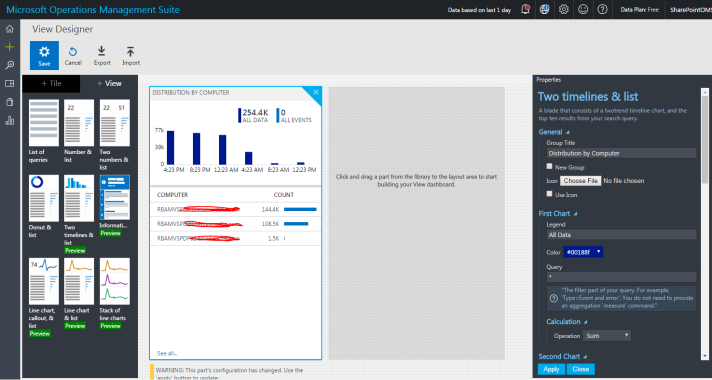 Microsoft Operations Management Suite
Data based on last 1 day
Data Plan: Free
SharePointOMS
View Designer
Save
Cancel
Export
Import
+ Tile
+ View
List of queries
22
Number & list
22 51
Two numbers & list
Donut & list
Two timelines & list
Preview
Informati...
Preview
74
Line chart, callout, & list
Preview
Line chart & list
Preview
Stack of line charts
Preview
DISTRIBUTION BY COMPUTER
254.4K
ALL DATA
0
ALL EVENTS
77k
39k
0
4:23 PM 8:23 PM 12:23 AM 4:23 AM 8:23 AM 12:23 PM
COMPUTER COUNT
144.4K
108.5K
1.5K
See all...
WARNING: This part's configuration has changed. Use the
'apply' button to update.
Click and drag a part from the library to the layout area to start
building your View dashboard.
Properties
Two timelines & list
A blade that consists of a twotrend timeline chart, and the
top ten results from your search query.
General
Group Title
Distribution by Computer
New Group
Icon Choose File No file chosen
Use Icon
First Chart
Legend
All Data
Color #00188f
Query
*
"The filter part of your query. For example,
'Type=Event and error'. You do not need to provide
an aggregation 'measure' command."
Calculation
Operation Sum
Second Chart
Apply Close